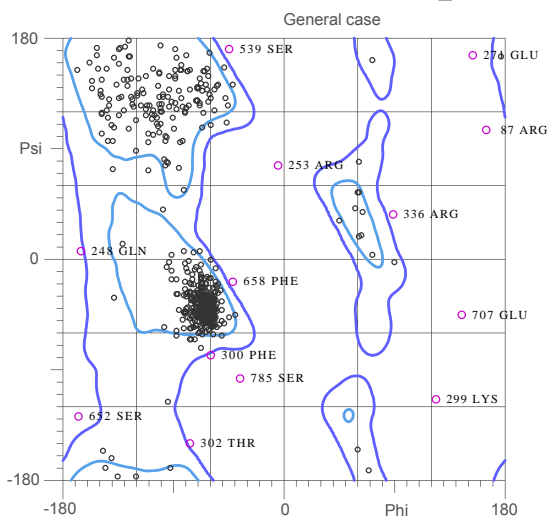 General case
180
539 SER
271 GLU
87 ARG
Psi
253 ARG
336 ARG
248 GLN
0
658 PHE
707 GLU
300 PHE
785 SER
299 LYS
652 SER
302 THR
-180
-180
0
Phi
180